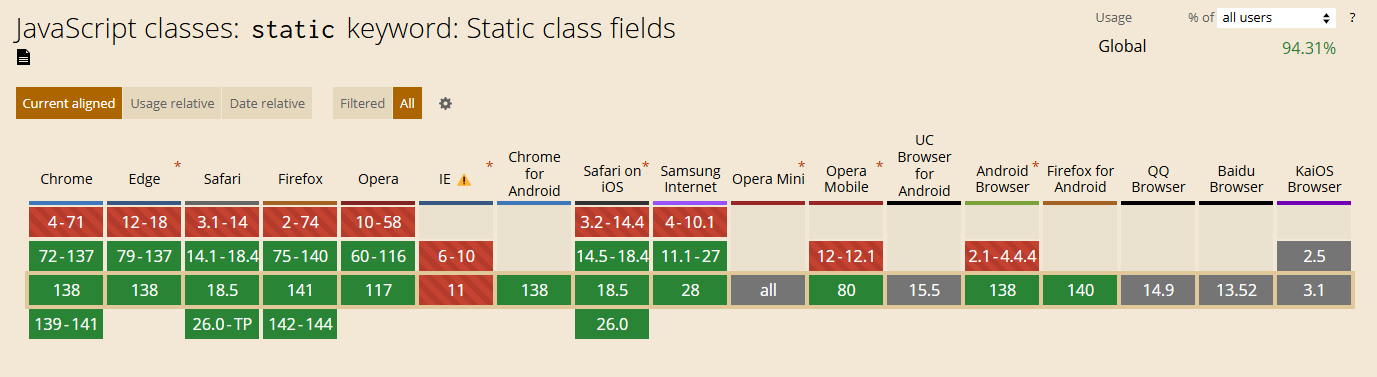 JavaScript classes: static keyword: Static class fields
Usage % of all users ?
Global 94.31%
Current aligned Usage relative Date relative Filtered All
Chrome Edge * Safari Firefox Opera IE * Chrome for Android Safari on iOS * Samsung Internet Opera Mini * Opera Mobile * UC Browser for Android Android Browser * Firefox for Android QQ Browser Baidu Browser KaiOS Browser
4-71 12-18 3.1-14 2-74 10-58 3.2-14.4 4-10.1
72-137 79-137 14.1-18.4 75-140 60-116 6-10 14.5-18.4 11.1-27 12-12.1 2.1-4.4.4 2.5
138 138 18.5 141 117 11 138 18.5 28 all 80 15.5 138 140 14.9 13.52 3.1
139-141 26.0-TP 142-144 26.0